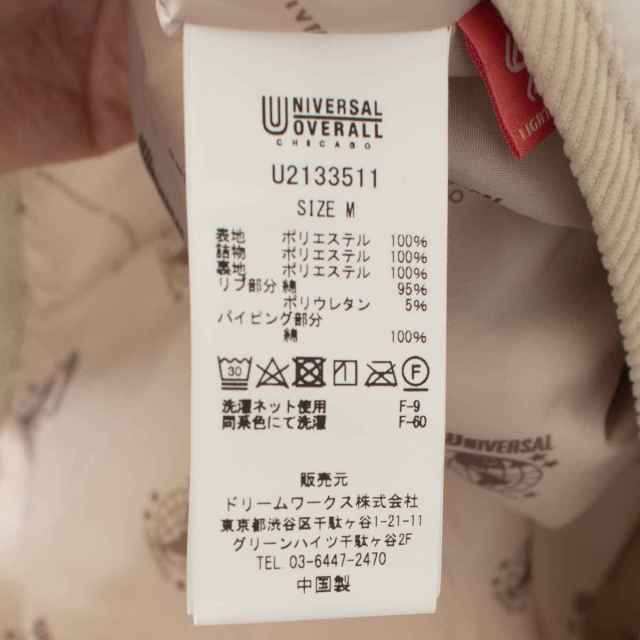 UNIVERSAL
OVERALL
CHICAGO
U2133511
SIZE M
表地 ポリエステル 100%
詰物 ポリエステル 100%
裏地 ポリエステル 100%
リブ部分 綿 95%
ポリウレタン 5%
パイピング部分
綿 100%
30 F
洗濯ネット使用 F-9
同系色にて洗濯 F-60
販売元
ドリームワークス株式会社
東京都渋谷区千駄ヶ谷1-21-11
グリーンハイツ千駄ヶ谷2F
TEL 03-6447-2470
中国製
UNIVERSAL